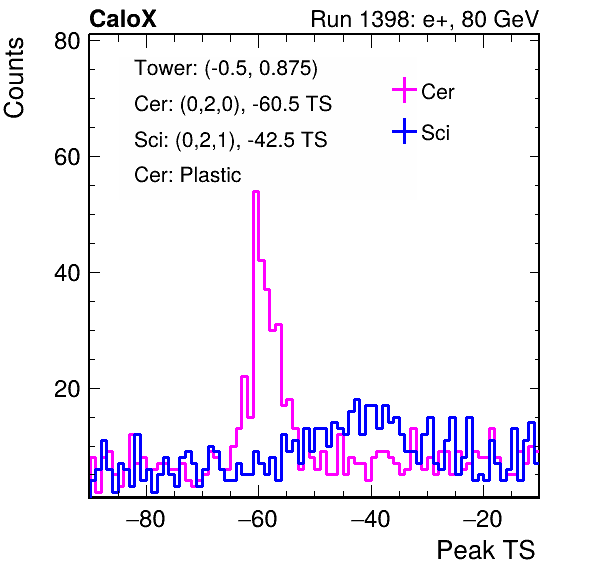 CaloX
Run 1398: e+, 80 GeV
Counts
80
60
40
20
Tower: (-0.5, 0.875)
Cer: (0,2,0), -60.5 TS
Sci: (0,2,1), -42.5 TS
Cer: Plastic
Cer
Sci
−80
−60
−40
−20
Peak TS